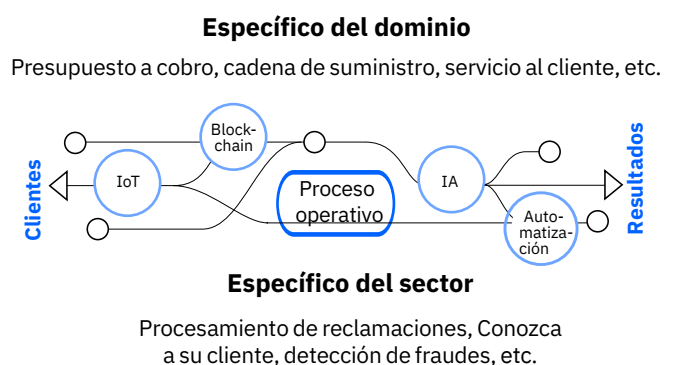 Específico del dominio
Presupuesto a cobro, cadena de suministro, servicio al cliente, etc.
Clientes
IoT
Block-
chain
Proceso
operativo
IA
Auto-
matiza-
ción
Resultados
Específico del sector
Procesamiento de reclamaciones, Conozca
a su cliente, detección de fraudes, etc.